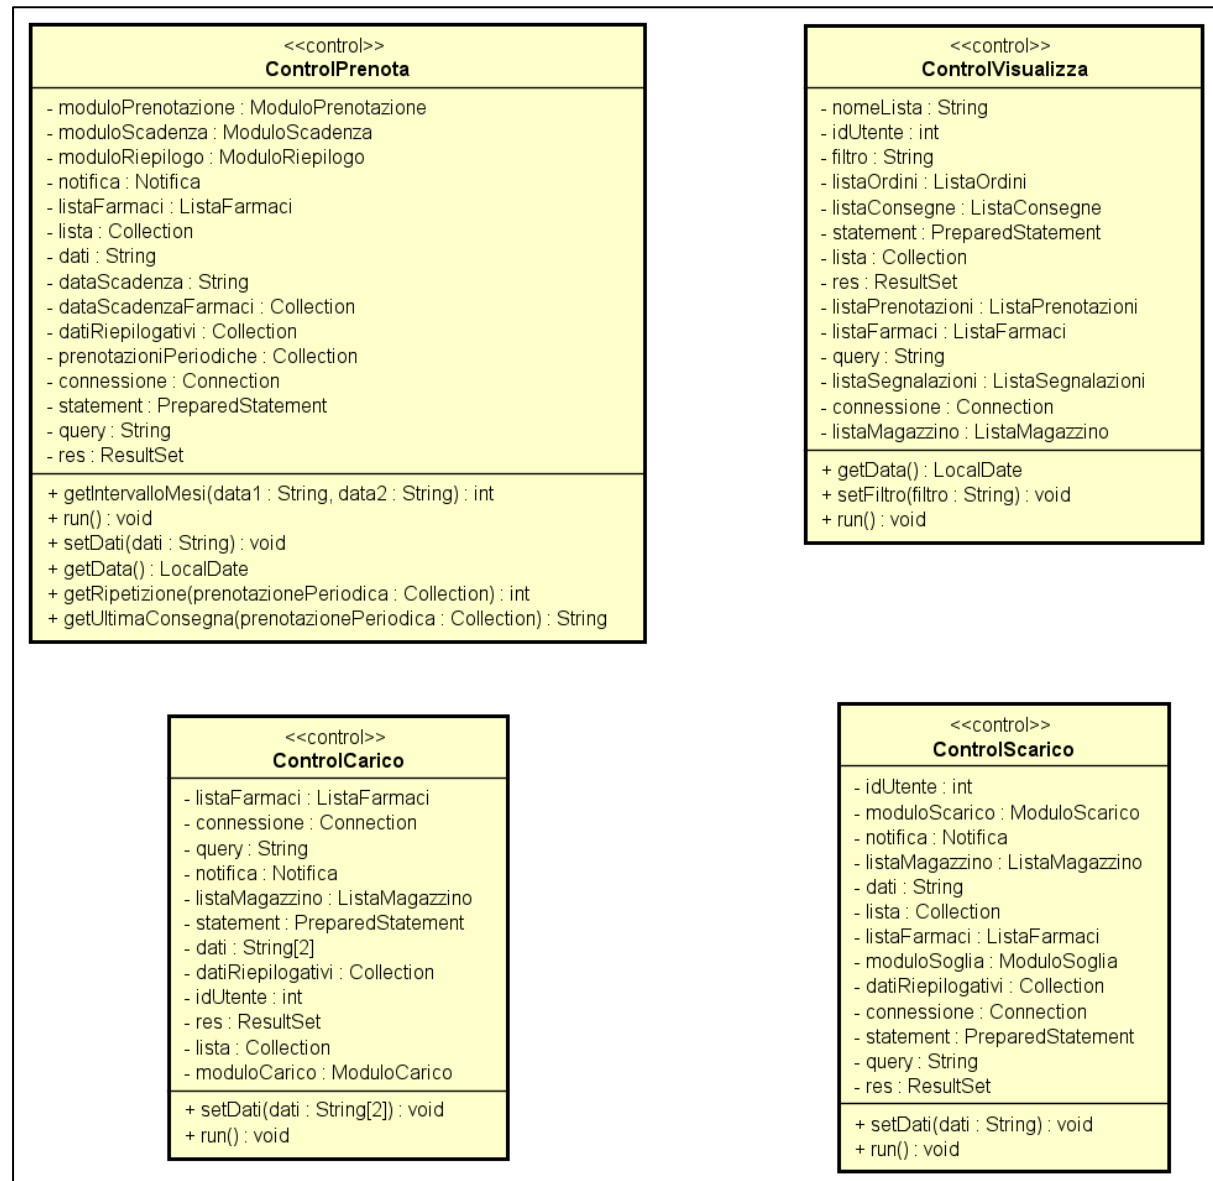 <<control>>
ControlPrenota
- moduloPrenotazione : ModuloPrenotazione
- moduloScadenza : ModuloScadenza
- moduloRiepilogo : ModuloRiepilogo
- notifica : Notifica
- listaFarmaci : ListaFarmaci
- lista : Collection
- dati : String
- dataScadenza : String
- dataScadenzaFarmaci : Collection
- datiRiepilogativi : Collection
- prenotazioniPeriodiche : Collection
- connessione : Connection
- statement : PreparedStatement
- query : String
- res : ResultSet
+ getIntervalloMesi(data1 : String, data2 : String) : int
+ run() : void
+ setDati(dati : String) : void
+ getData() : LocalDate
+ getRipetizione(prenotazionePeriodica : Collection) : int
+ getUltimaConsegna(prenotazionePeriodica : Collection) : String
<<control>>
ControlVisualizza
- nomeLista : String
- idUtente : int
- filtro : String
- listaOrdini : ListaOrdini
- listaConsegne : ListaConsegne
- statement : PreparedStatement
- lista : Collection
- res : ResultSet
- listaPrenotazioni : ListaPrenotazioni
- listaFarmaci : ListaFarmaci
- query : String
- listaSegnalazioni : ListaSegnalazioni
- connessione : Connection
- listaMagazzino : ListaMagazzino
+ getData() : LocalDate
+ setFiltro(filtro : String) : void
+ run() : void
<<control>>
ControlCarico
- listaFarmaci : ListaFarmaci
- connessione : Connection
- query : String
- notifica : Notifica
- listaMagazzino : ListaMagazzino
- statement : PreparedStatement
- dati : String[2]
- datiRiepilogativi : Collection
- idUtente : int
- res : ResultSet
- lista : Collection
- moduloCarico : ModuloCarico
+ setDati(dati : String[2]) : void
+ run() : void
<<control>>
ControlScarico
- idUtente : int
- moduloScarico : ModuloScarico
- notifica : Notifica
- listaMagazzino : ListaMagazzino
- dati : String
- lista : Collection
- listaFarmaci : ListaFarmaci
- moduloSoglia : ModuloSoglia
- datiRiepilogativi : Collection
- connessione : Connection
- statement : PreparedStatement
- query : String
- res : ResultSet
+ setDati(dati : String) : void
+ run() : void